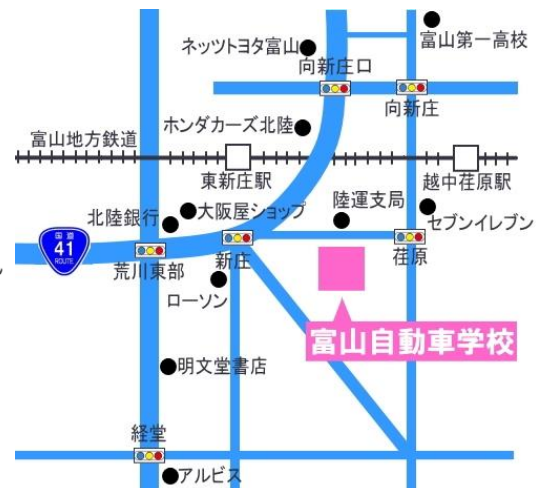 富山第一高校
ネッツトヨタ富山
向新庄口
向新庄
ホンダカーズ北陸
富山地方鉄道
東新庄駅
越中荏原駅
陸運支局
セブンイレブン
北陸銀行
大阪屋ショップ
国道
41
ROUTE
荒川東部
新庄
荏原
ローソン
富山自動車学校
明文堂書店
経堂
アルビス